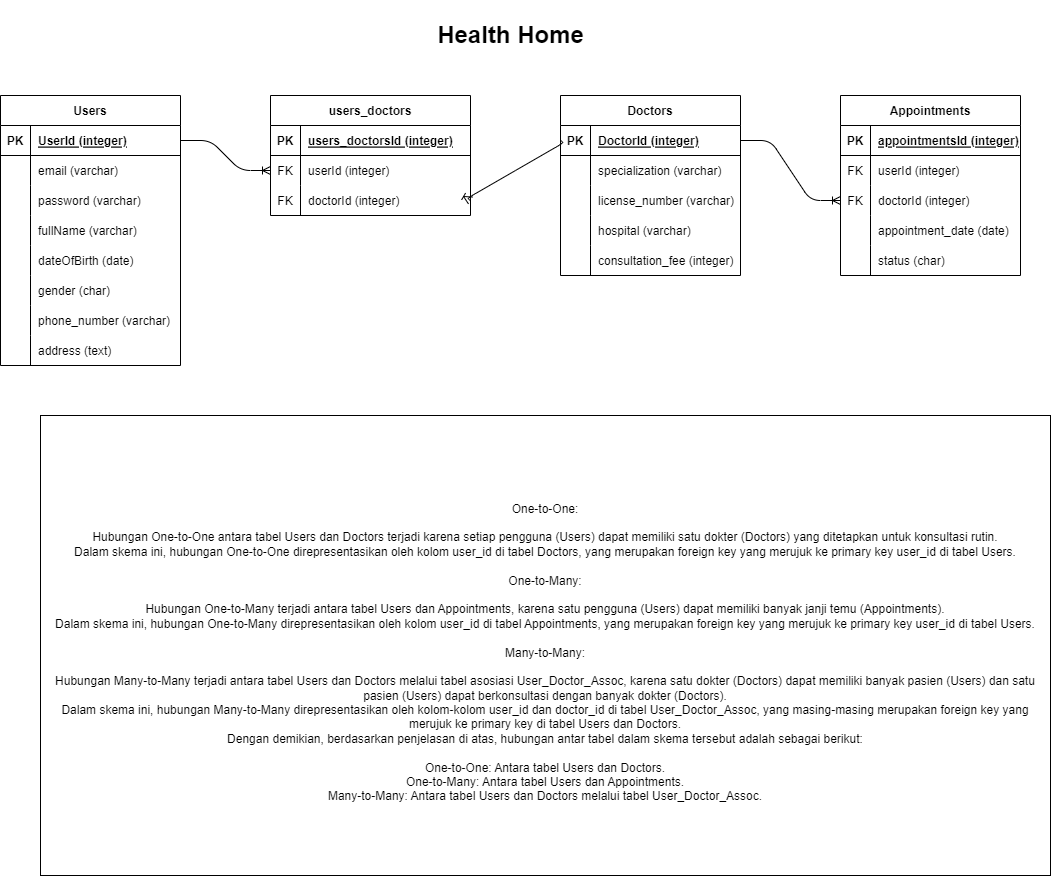 Health Home
Users
PK UserId (integer)
email (varchar)
password (varchar)
fullName (varchar)
dateOfBirth (date)
gender (char)
phone_number (varchar)
address (text)
users_doctors
PK users_doctorsId (integer)
FK userId (integer)
FK doctorId (integer)
Doctors
PK DoctorId (integer)
specialization (varchar)
license_number (varchar)
hospital (varchar)
consultation_fee (integer)
Appointments
PK appointmentsId (integer)
FK userId (integer)
FK doctorId (integer)
appointment_date (date)
status (char)
One-to-One:
Hubungan One-to-One antara tabel Users dan Doctors terjadi karena setiap pengguna (Users) dapat memiliki satu dokter (Doctors) yang ditetapkan untuk konsultasi rutin.
Dalam skema ini, hubungan One-to-One direpresentasikan oleh kolom user_id di tabel Doctors, yang merupakan foreign key yang merujuk ke primary key user_id di tabel Users.
One-to-Many:
Hubungan One-to-Many terjadi antara tabel Users dan Appointments, karena satu pengguna (Users) dapat memiliki banyak janji temu (Appointments).
Dalam skema ini, hubungan One-to-Many direpresentasikan oleh kolom user_id di tabel Appointments, yang merupakan foreign key yang merujuk ke primary key user_id di tabel Users.
Many-to-Many:
Hubungan Many-to-Many terjadi antara tabel Users dan Doctors melalui tabel asosiasi User_Doctor_Assoc, karena satu dokter (Doctors) dapat memiliki banyak pasien (Users) dan satu
pasien (Users) dapat berkonsultasi dengan banyak dokter (Doctors).
Dalam skema ini, hubungan Many-to-Many direpresentasikan oleh kolom-kolom user_id dan doctor_id di tabel User_Doctor_Assoc, yang masing-masing merupakan foreign key yang
merujuk ke primary key di tabel Users dan Doctors.
Dengan demikian, berdasarkan penjelasan di atas, hubungan antar tabel dalam skema tersebut adalah sebagai berikut:
One-to-One: Antara tabel Users dan Doctors.
One-to-Many: Antara tabel Users dan Appointments.
Many-to-Many: Antara tabel Users dan Doctors melalui tabel User_Doctor_Assoc.